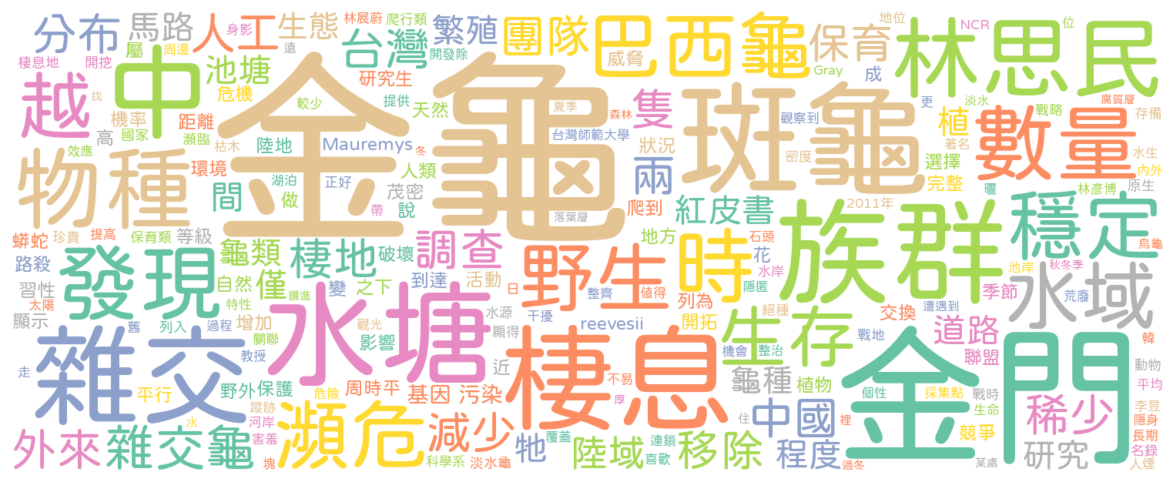 分布
馬路
人工
生態
林展蔚
爬行類
繁殖
團隊
巴西龜
保育
地位
NCR
位
林思民
屬
周邊
身影
遠
台灣
開發除
威脅
Gray
成
棲息地
開挖
越
中
池塘
危機
研究生
金龜
較少
提供
天然
夏季
森林
隻
斑龜
觀察到
更
淡水
戰略
腐質層
存備
植
著名
數量
找
機率
國家
高
距離
瀕臨
枯木
陸地
Mauremys
冬
台灣師範大學
狀況
兩
密度
選擇
水生
內外
效應
物種
環境
人類
湖泊
正好
茂密
間
做
帶
說
落葉層
爬到
紅皮書
2011年
完整
曬
林彥博
原生
蟒蛇
珍貴
提高
保育類
等級
龜類
棲地
破壞
調查
地方
石頭
族群
穩定
烏龜
路殺
發現
自然
僅
到達
活動
野生
時
花
水岸
池岸
秋冬季
習性
太陽
特性
鑽進
變
之下
日
整齊
值得
隱匿
列為
絕種
交換
遭遇到
季節
荒廢
水域
顯示
舊
列入
過程
增加
關聯
觀光
影響
水塘
水源
顯得
干擾
reevesii
開拓
生存
戰地
道路
韓
走
雜交
教授
近
棲息
機會
整治
聯盟
動物
平行
野外
保護
危險
周時平
基因
污染
不易
厚
龜種
植物
金門
個性
採集點
戰時
平均
生命
稀少
李昱
蹤跡
河岸
瀕危
減少
住
中國
裡
競爭
隱身
長期
外來
雜交龜
水
害羞
塊
科學系
淡水龜
牠
覆蓋
喜歡
連鎖
陸域
移除
程度
過冬
某處
研究
名錄
人煙